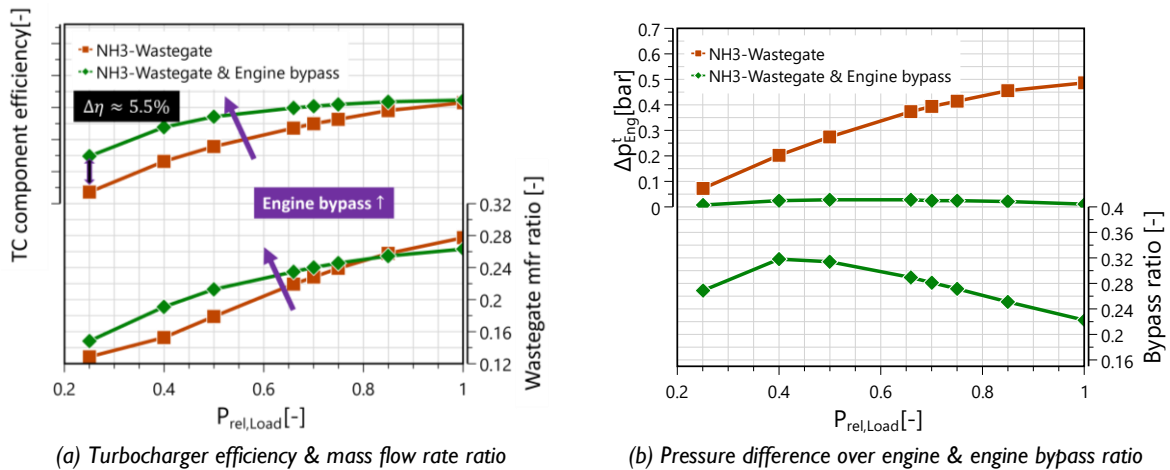 TC component efficiency[-]
NH3-Wastegate
NH3-Wastegate & Engine bypass
Δη ≈ 5.5%
Engine bypass ↑
0.32
0.28
0.24
0.2
0.16
0.12
Wastegate mfr ratio [-]
0.2
0.4
0.6
0.8
1
P_rel,Load[-]
(a) Turbocharger efficiency & mass flow rate ratio
Δp^t_Eng[bar]
0.7
0.6
0.5
0.4
0.3
0.2
0.1
0
NH3-Wastegate
NH3-Wastegate & Engine bypass
0.4
0.36
0.32
0.28
0.24
0.2
0.16
Bypass ratio [-]
0.2
0.4
0.6
0.8
1
P_rel,Load[-]
(b) Pressure difference over engine & engine bypass ratio